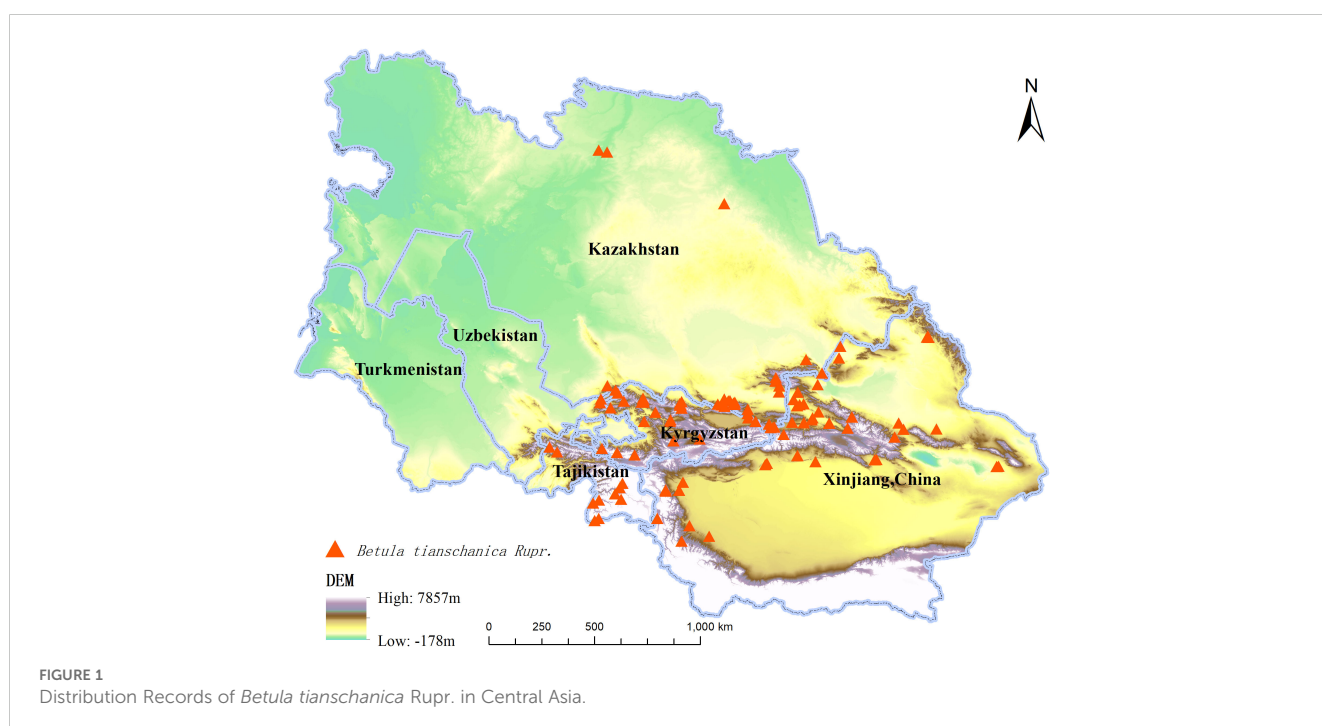 N
Kazakhstan
Uzbekistan
Turkmenistan
Kyrgyzstan
Tajikistan
Xinjiang,China
Betula tianschanica Rupr.
DEM
High: 7857m
Low: -178m
0 250 500 1,000 km
FIGURE 1
Distribution Records of Betula tianschanica Rupr. in Central Asia.